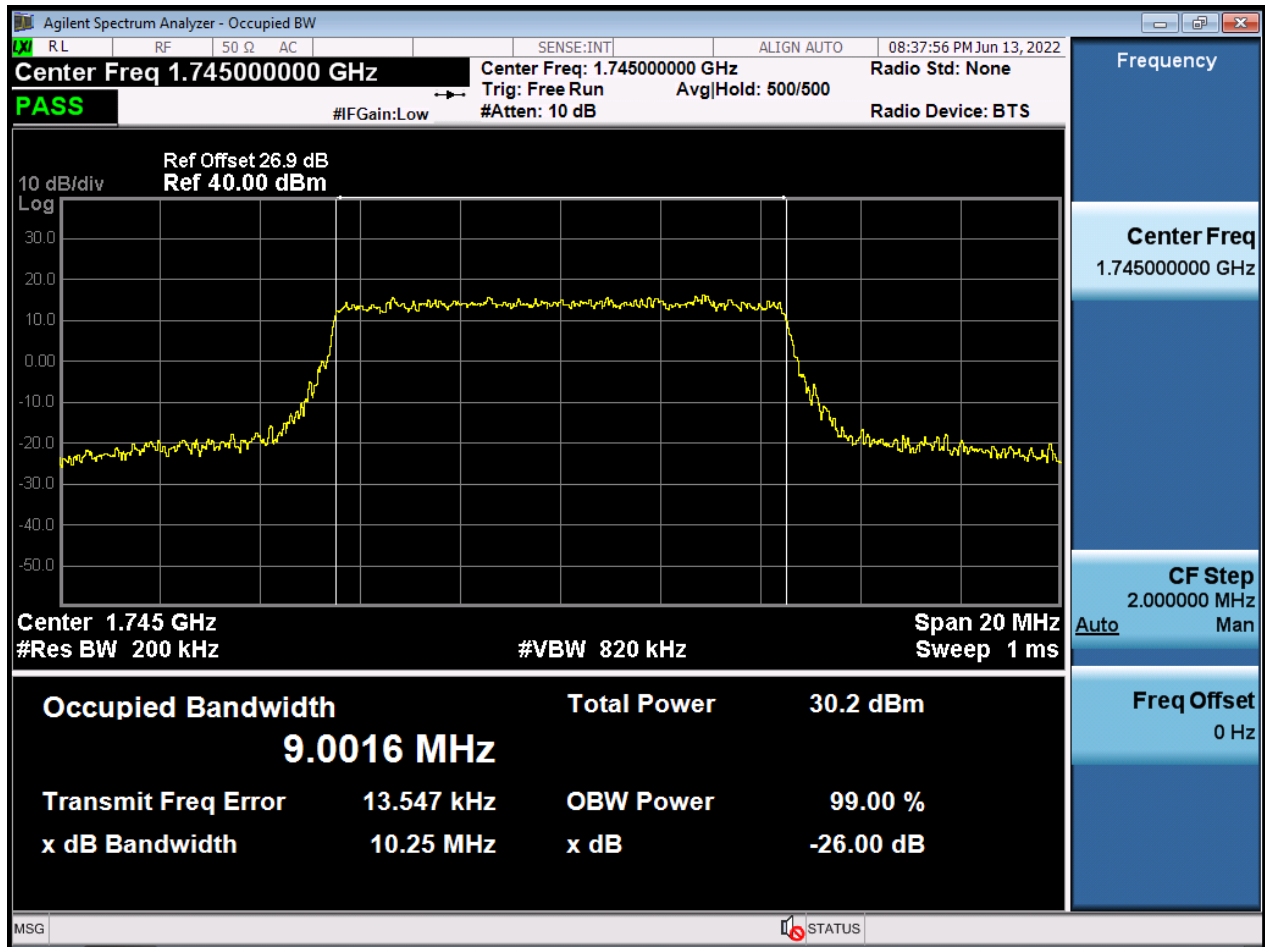 Agilent Spectrum Analyzer - Occupied BW
LXI RL RF 50 Ω AC SENSE:INT ALIGN AUTO 08:37:56 PM Jun 13, 2022
Center Freq 1.745000000 GHz
PASS
#IFGain:Low
Center Freq: 1.745000000 GHz
Trig: Free Run Avg|Hold: 500/500
#Atten: 10 dB
Radio Std: None
Radio Device: BTS
Ref Offset 26.9 dB
10 dB/div Ref 40.00 dBm
Log
30.0
20.0
10.0
0.00
-10.0
-20.0
-30.0
-40.0
-50.0
Center 1.745 GHz Span 20 MHz
#Res BW 200 kHz #VBW 820 kHz Sweep 1 ms
Occupied Bandwidth Total Power 30.2 dBm
9.0016 MHz
Transmit Freq Error 13.547 kHz OBW Power 99.00 %
x dB Bandwidth 10.25 MHz x dB -26.00 dB
Frequency
Center Freq
1.745000000 GHz
CF Step
2.000000 MHz
Auto Man
Freq Offset
0 Hz
MSG STATUS